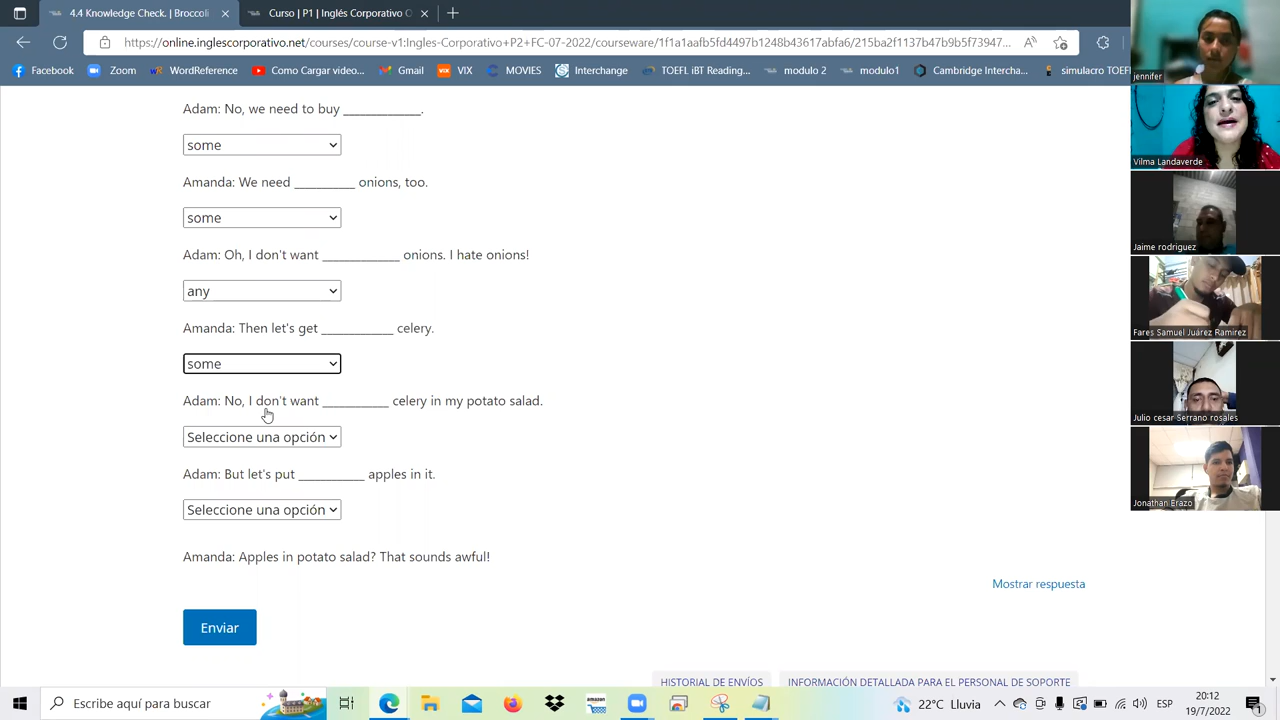 4.4 Knowledge Check. | Broccoli
Curso | P1 | Inglés Corporativo
https://online.inglescorporativo.net/courses/course-v1:Ingles-Corporativo+P2+FC-07-2022/courseware/1f1a1aafb5fd4497b1248b43617abfa6/215ba2f1137b47b9b5f73947...
Facebook
Zoom
WordReference
Como Cargar video...
Gmail
VIX
MOVIES
Interchange
TOEFL iBT Reading...
modulo 2
modulo1
Cambridge Intercha...
simulacro TOEFL
Adam: No, we need to buy _____________.
some
Amanda: We need __________ onions, too.
some
Adam: Oh, I don't want _____________ onions. I hate onions!
any
Amanda: Then let's get ____________ celery.
some
Adam: No, I don't want ___________ celery in my potato salad.
Seleccione una opción
Adam: But let's put ___________ apples in it.
Seleccione una opción
Amanda: Apples in potato salad? That sounds awful!
Mostrar respuesta
Enviar
HISTORIAL DE ENVÍOS
INFORMACIÓN DETALLADA PARA EL PERSONAL DE SOPORTE
jennifer
Vilma Landaverde
Jaime rodriguez
Fares Samuel Juárez Ramirez
Julio cesar Serrano rosales
Jonathan Erazo
Escribe aquí para buscar
22°C Lluvia
ESP
20:12
19/7/2022
1